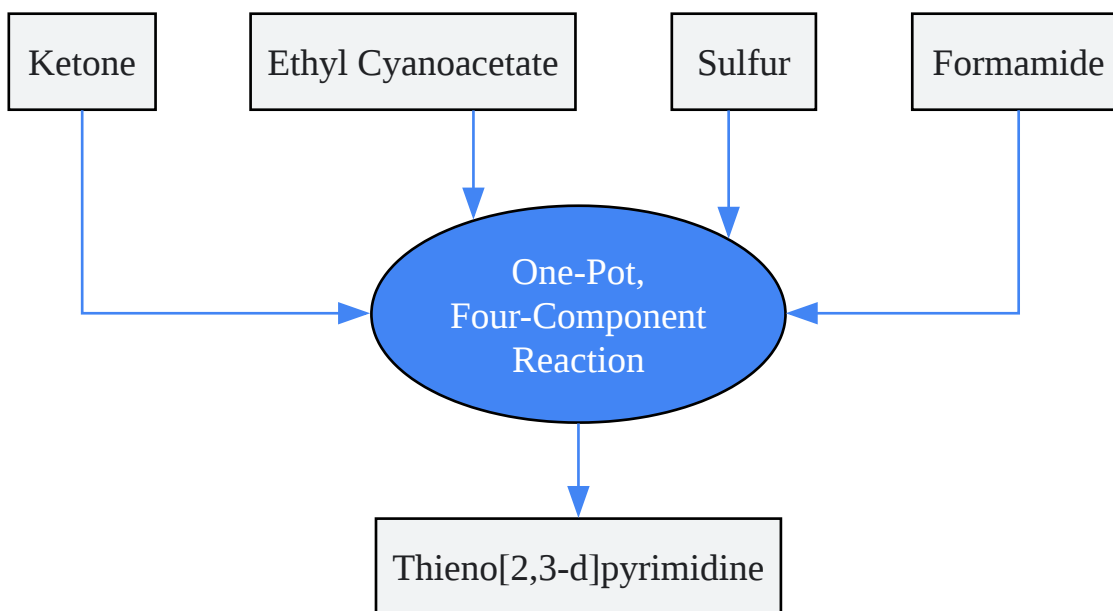 Ketone
Ethyl Cyanoacetate
Sulfur
Formamide
One-Pot,
Four-Component
Reaction
Thieno[2,3-d]pyrimidine